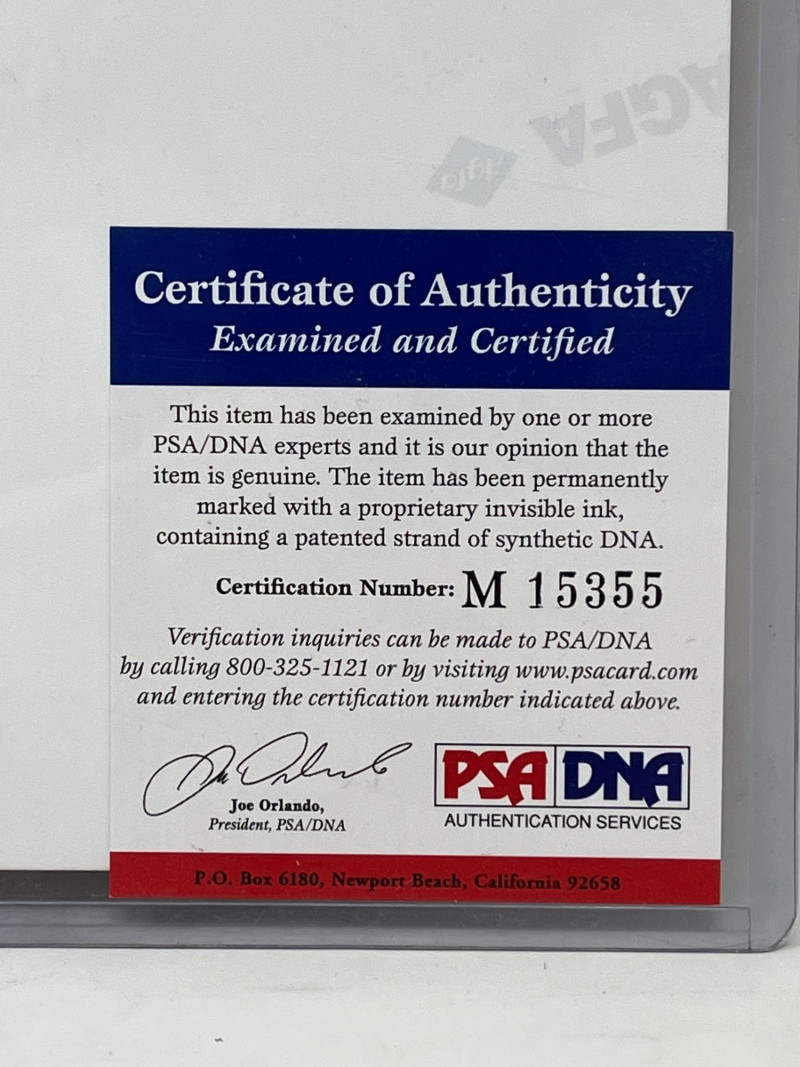 AGFA
Agfa
Certificate of Authenticity
Examined and Certified
This item has been examined by one or more
PSA/DNA experts and it is our opinion that the
item is genuine. The item has been permanently
marked with a proprietary invisible ink,
containing a patented strand of synthetic DNA.
Certification Number: M 15355
Verification inquiries can be made to PSA/DNA
by calling 800-325-1121 or by visiting www.psacard.com
and entering the certification number indicated above.
Joe Orlando,
President, PSA/DNA
PSA DNA
AUTHENTICATION SERVICES
P.O. Box 6180, Newport Beach, California 92658